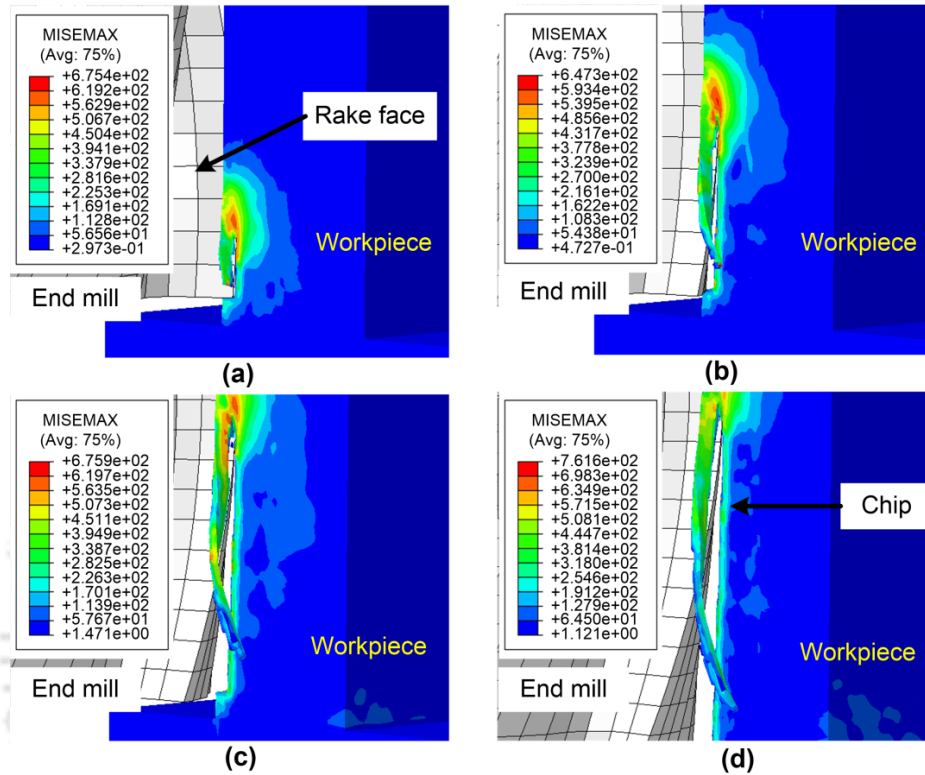 MISEMAX
(Avg: 75%)
+6.754e+02
+6.192e+02
+5.629e+02
+5.067e+02
+4.504e+02
+3.941e+02
+3.379e+02
+2.816e+02
+2.253e+02
+1.691e+02
+1.128e+02
+5.656e+01
+2.973e-01
Rake face
Workpiece
End mill
(a)
MISEMAX
(Avg: 75%)
+6.473e+02
+5.934e+02
+5.395e+02
+4.856e+02
+4.317e+02
+3.778e+02
+3.239e+02
+2.700e+02
+2.161e+02
+1.622e+02
+1.083e+02
+5.438e+01
+4.727e-01
Workpiece
End mill
(b)
MISEMAX
(Avg: 75%)
+6.759e+02
+6.197e+02
+5.635e+02
+5.073e+02
+4.511e+02
+3.949e+02
+3.387e+02
+2.825e+02
+2.263e+02
+1.701e+02
+1.139e+02
+5.767e+01
+1.471e+00
Workpiece
End mill
(c)
MISEMAX
(Avg: 75%)
+7.616e+02
+6.983e+02
+6.349e+02
+5.715e+02
+5.081e+02
+4.447e+02
+3.814e+02
+3.180e+02
+2.546e+02
+1.912e+02
+1.279e+02
+6.450e+01
+1.121e+00
Chip
Workpiece
End mill
(d)